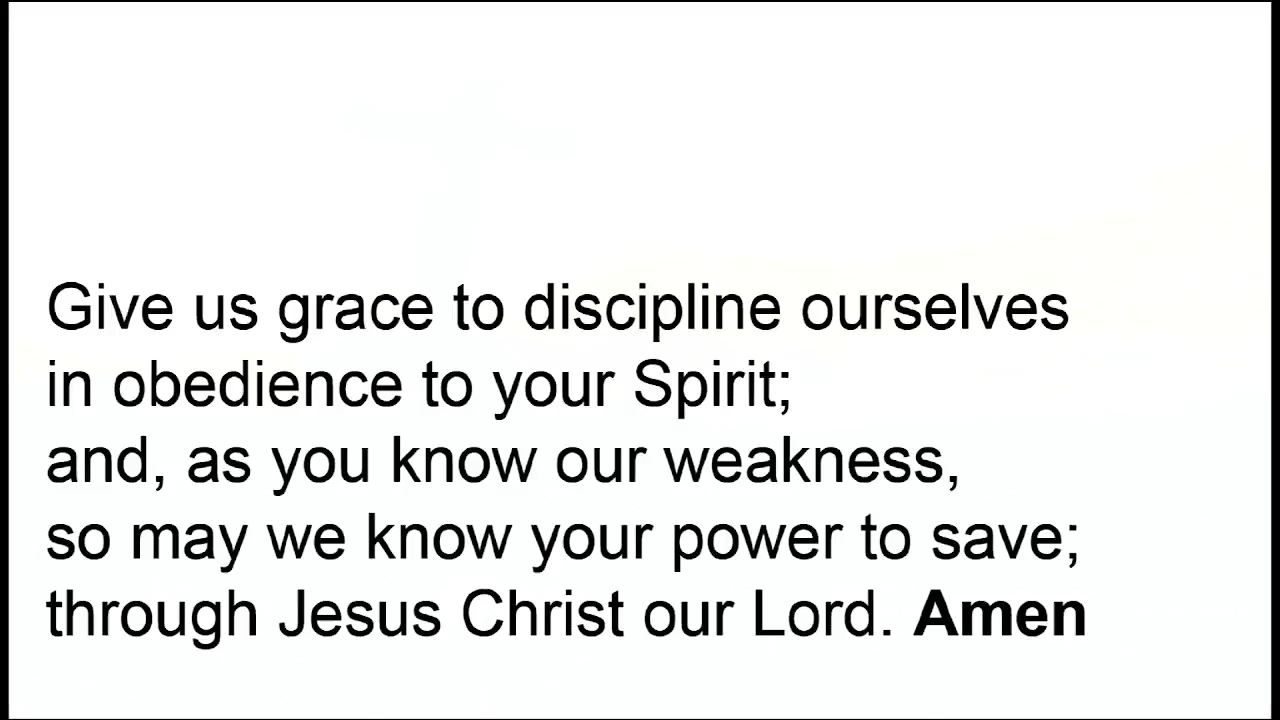 Give us grace to discipline ourselves
in obedience to your Spirit;
and, as you know our weakness,
so may we know your power to save;
through Jesus Christ our Lord. Amen